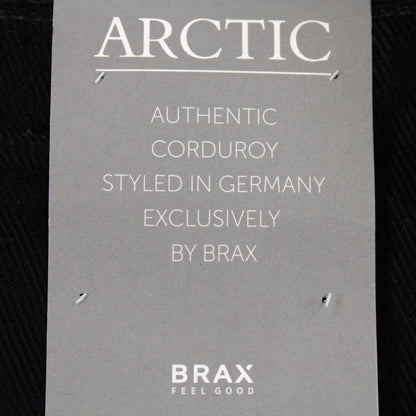 ARCTIC
AUTHENTIC
CORDUROY
STYLED IN GERMANY
EXCLUSIVELY
BY BRAX
BRAX
FEEL GOOD